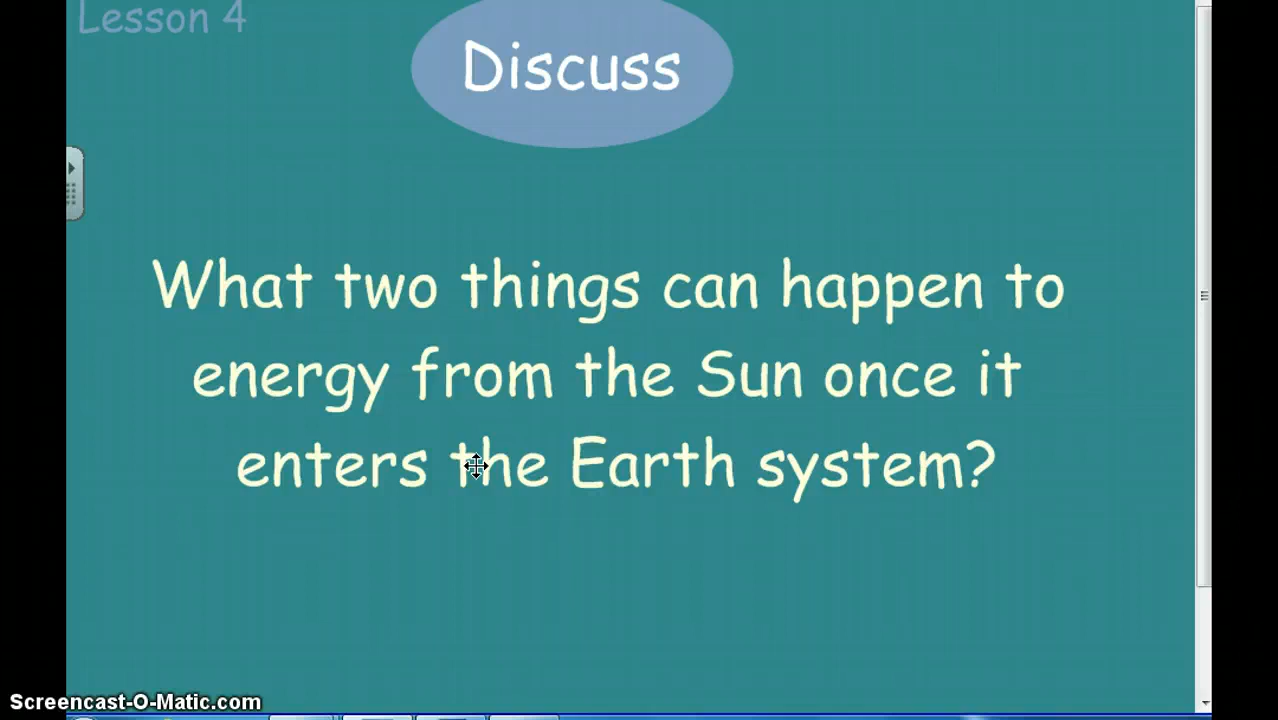 Lesson 4
Discuss
What two things can happen to
energy from the Sun once it
enters the Earth system?
Screencast-O-Matic.com